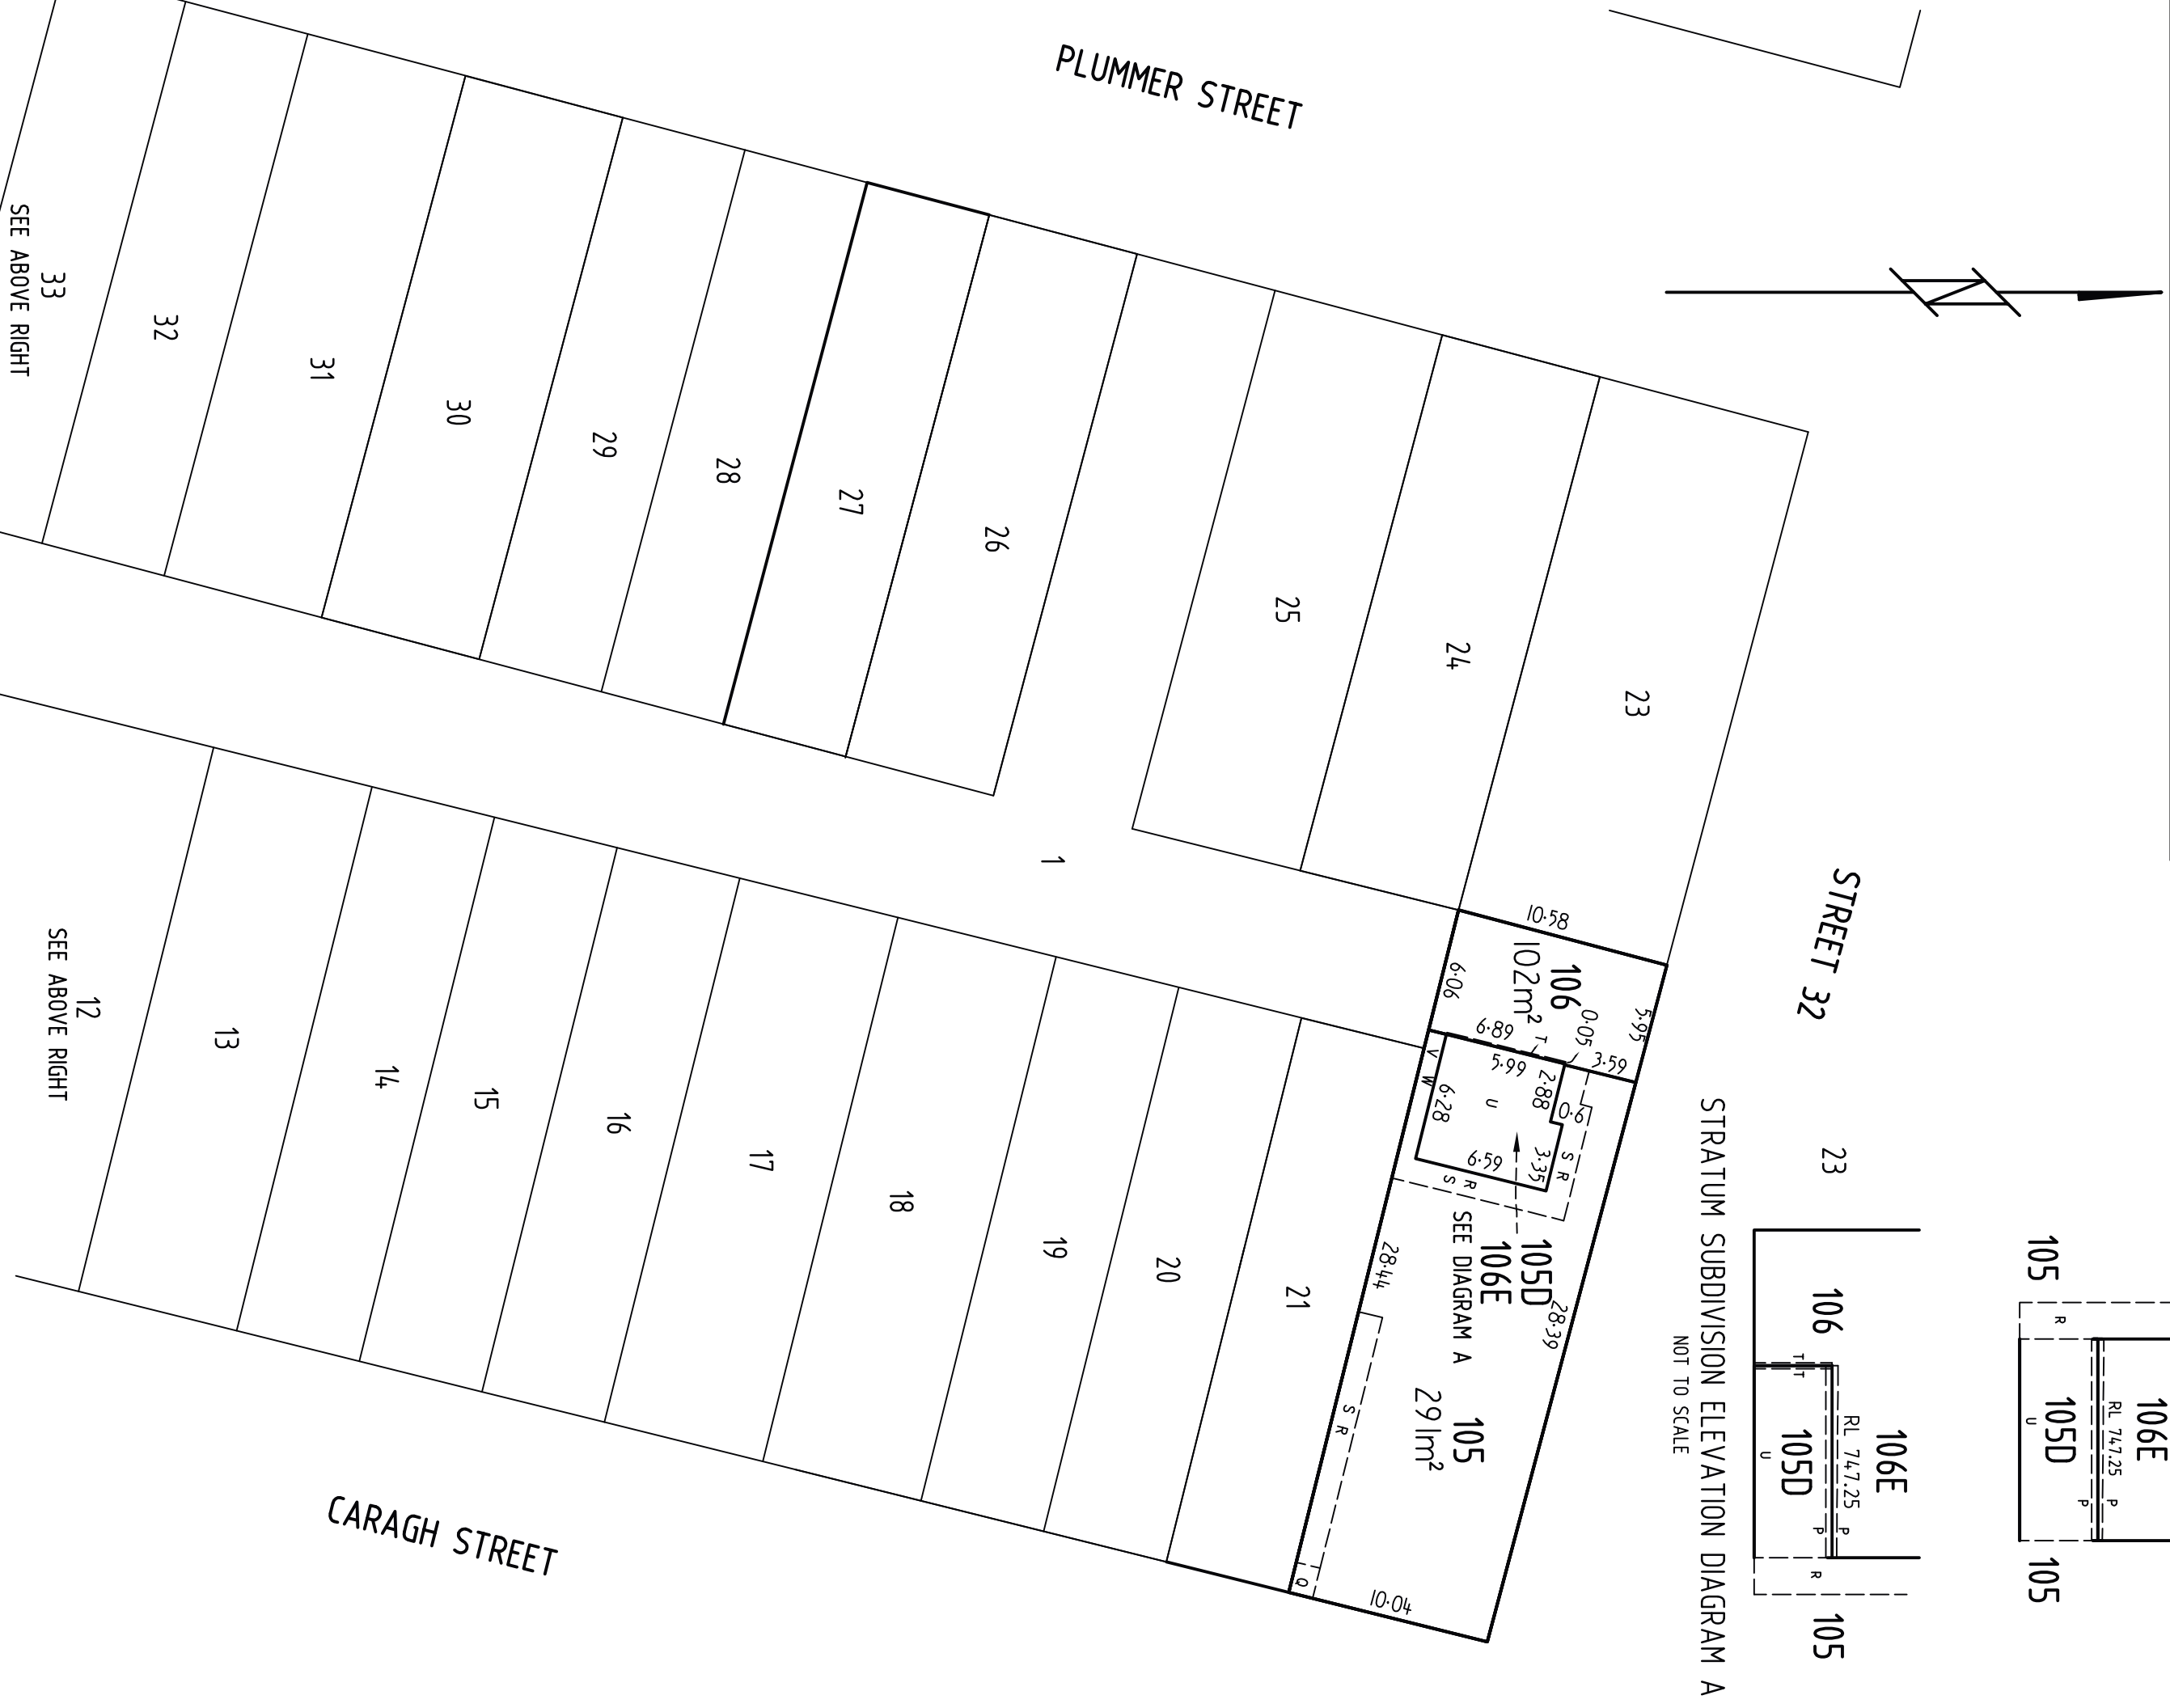 PLUMMER STREET
33
SEE ABOVE RIGHT
32
31
30
29
28
27
26
25
24
23
1
STREET 32
23
12
SEE ABOVE RIGHT
13
14
15
16
17
18
19
20
21
CARAGH STREET
10·58
106
102m²
6·06
5·95
0·05
T
6·89
3·59
5·99
2·88
0·6
U
V
W
6·28
6·59
3·35
S R
S R
105D
106E
SEE DIAGRAM A
28·44
28·39
105
291m²
S R
Q
10·04
STRATUM SUBDIVISION ELEVATION DIAGRAM A
NOT TO SCALE
106
T T
106E
RL 747.25
P P
105D
U
R
105
105
R
106E
RL 747.25
P P
105D
U
105